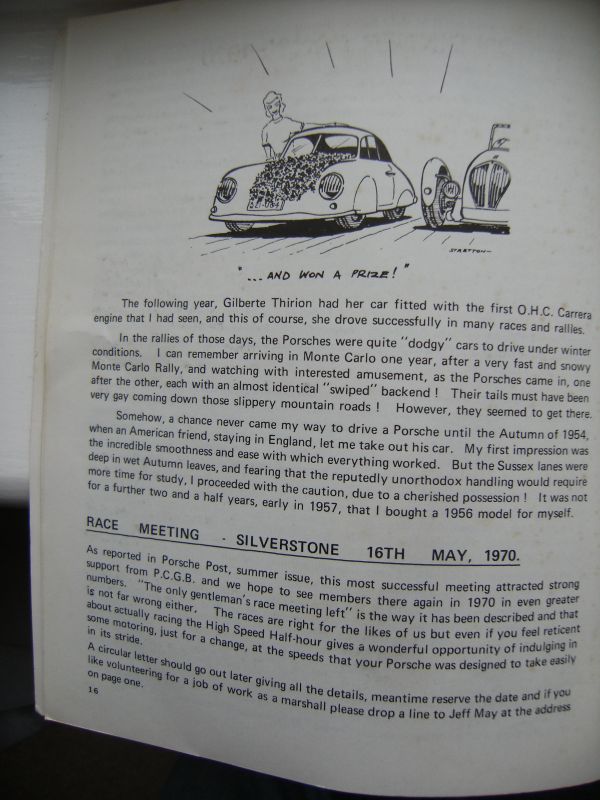 STRETTON
"... AND WON A PRIZE!"
The following year, Gilberte Thirion had her car fitted with the first O.H.C. Carrera
engine that I had seen, and this of course, she drove successfully in many races and rallies.
In the rallies of those days, the Porsches were quite "dodgy" cars to drive under winter
conditions. I can remember arriving in Monte Carlo one year, after a very fast and snowy
Monte Carlo Rally, and watching with interested amusement, as the Porsches came in, one
after the other, each with an almost identical "swiped" backend ! Their tails must have been
very gay coming down those slippery mountain roads ! However, they seemed to get there.
Somehow, a chance never came my way to drive a Porsche until the Autumn of 1954,
when an American friend, staying in England, let me take out his car. My first impression was
the incredible smoothness and ease with which everything worked. But the Sussex lanes were
deep in wet Autumn leaves, and fearing that the reputedly unorthodox handling would require
more time for study, I proceeded with the caution, due to a cherished possession ! It was not
for a further two and a half years, early in 1957, that I bought a 1956 model for myself.
RACE MEETING - SILVERSTONE 16TH MAY, 1970.
As reported in Porsche Post, summer issue, this most successful meeting attracted strong
support from P.C.G.B. and we hope to see members there again in 1970 in even greater
numbers. "The only gentleman's race meeting left" is the way it has been described and that
is not far wrong either. The races are right for the likes of us but even if you feel reticent
about actually racing the High Speed Half-hour gives a wonderful opportunity of indulging in
some motoring, just for a change, at the speeds that your Porsche was designed to take easily
in its stride.
A circular letter should go out later giving all the details, meantime reserve the date and if you
like volunteering for a job of work as a marshall please drop a line to Jeff May at the address
on page one.
16